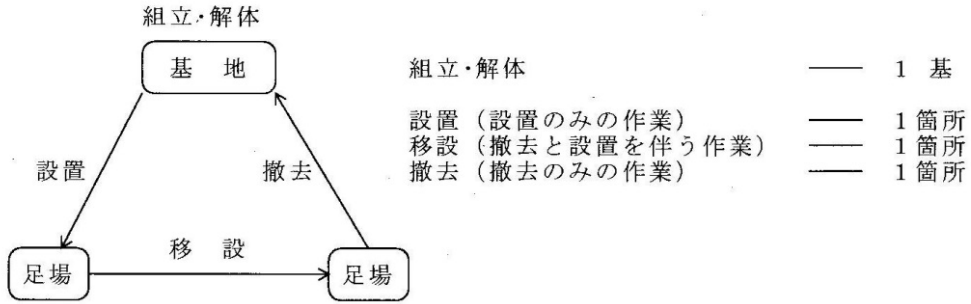 組立・解体
基 地
設置
撤去
移 設
足場
足場
組立・解体 —— 1 基
設置（設置のみの作業） —— 1箇所
移設（撤去と設置を伴う作業） —— 1箇所
撤去（撤去のみの作業） —— 1箇所